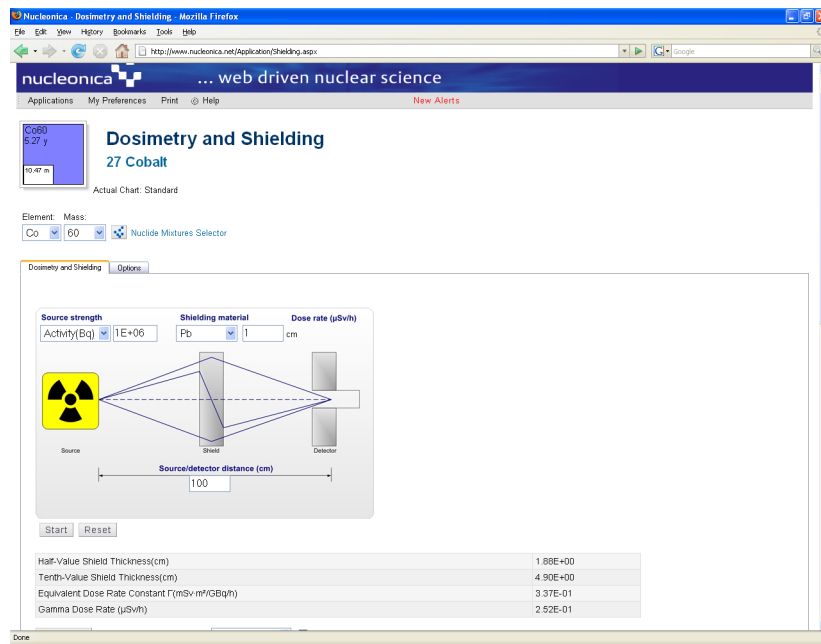 Nucleonica - Dosimetry and Shielding - Mozilla Firefox
File Edit View History Bookmarks Tools Help
http://www.nucleonica.net/Application/Shielding.aspx
Google
nucleonica ... web driven nuclear science
Applications My Preferences Print Help New Alerts
Co60
5.27 y
10.47 m
Dosimetry and Shielding
27 Cobalt
Actual Chart: Standard
Element: Mass:
Co 60 Nuclide Mixtures Selector
Dosimetry and Shielding Options
Source strength Shielding material Dose rate (µSv/h)
Activity(Bq) 1E+06 Pb 1 cm
Source Shield Detector
Source/detector distance (cm)
100
Start Reset
Half-Value Shield Thickness(cm) 1.88E+00
Tenth-Value Shield Thickness(cm) 4.90E+00
Equivalent Dose Rate Constant Γ(mSv·m²/GBq/h) 3.37E-01
Gamma Dose Rate (µSv/h) 2.52E-01
Done